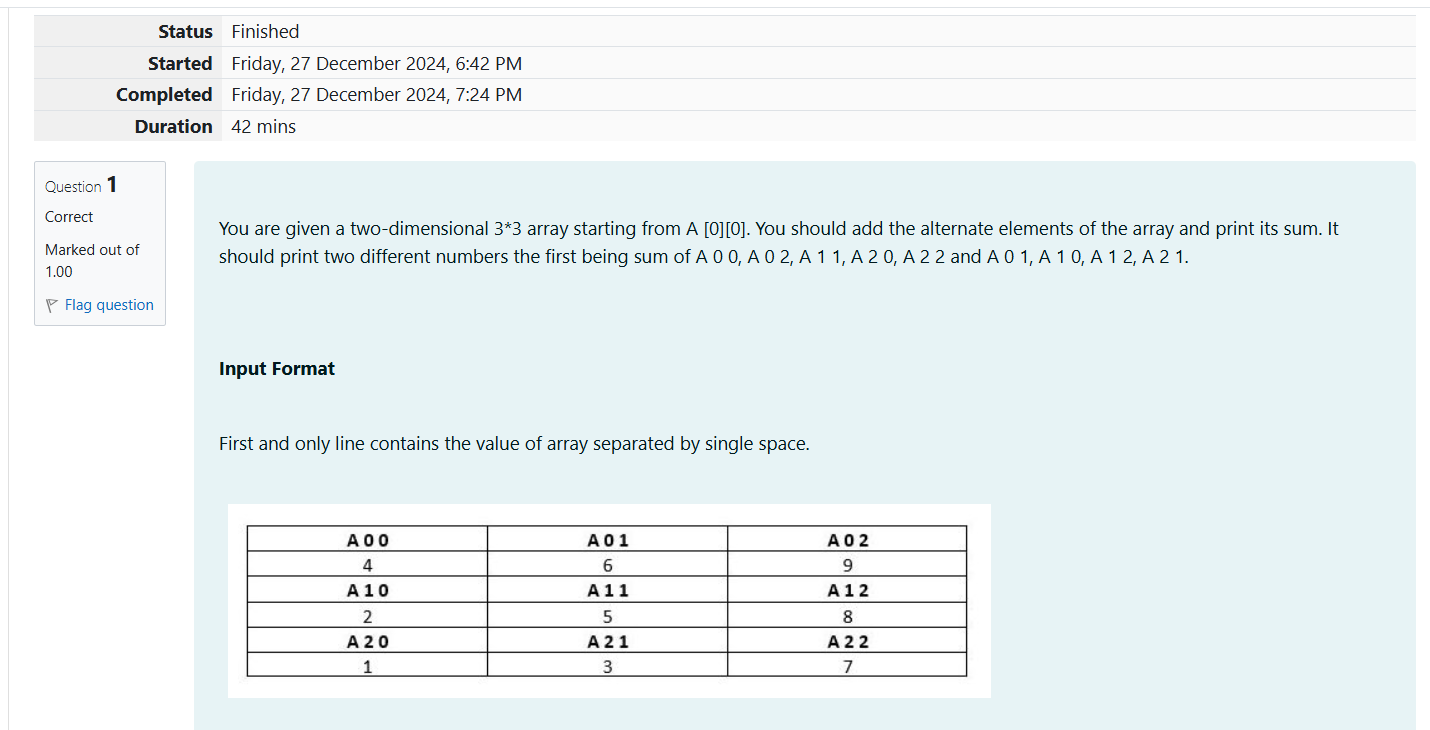 Status Finished
Started Friday, 27 December 2024, 6:42 PM
Completed Friday, 27 December 2024, 7:24 PM
Duration 42 mins
Question 1
Correct
Marked out of
1.00
Flag question
You are given a two-dimensional 3*3 array starting from A [0][0]. You should add the alternate elements of the array and print its sum. It
should print two different numbers the first being sum of A 0 0, A 0 2, A 1 1, A 2 0, A 2 2 and A 0 1, A 1 0, A 1 2, A 2 1.
Input Format
First and only line contains the value of array separated by single space.
A 0 0 A 0 1 A 0 2
4 6 9
A 1 0 A 1 1 A 1 2
2 5 8
A 2 0 A 2 1 A 2 2
1 3 7